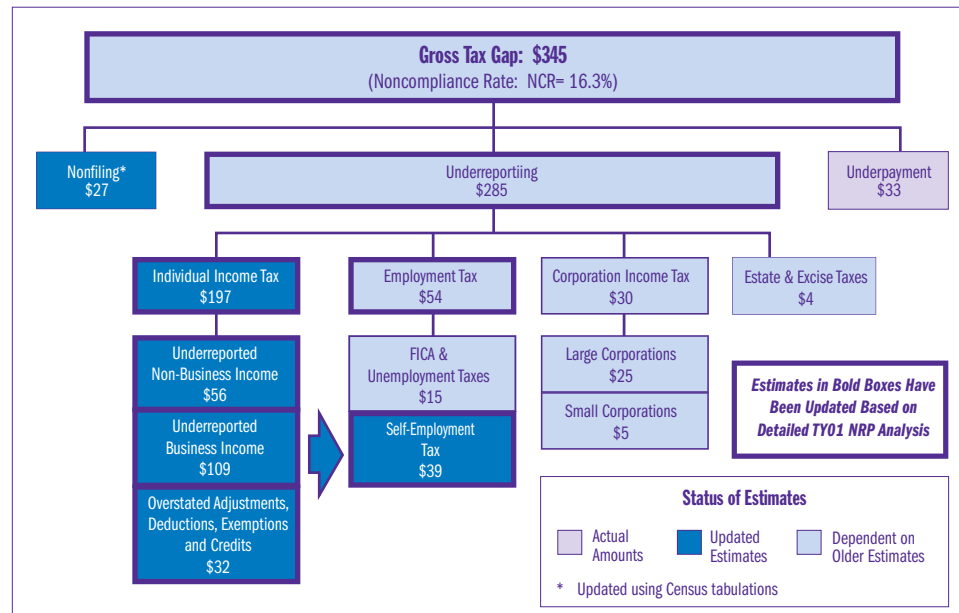 Gross Tax Gap: $345
(Noncompliance Rate: NCR= 16.3%)
Nonfiling*
$27
Underreportiing
$285
Underpayment
$33
Individual Income Tax
$197
Employment Tax
$54
Corporation Income Tax
$30
Estate & Excise Taxes
$4
Underreported
Non-Business Income
$56
Underreported
Business Income
$109
Overstated Adjustments,
Deductions, Exemptions
and Credits
$32
FICA &
Unemployment Taxes
$15
Self-Employment
Tax
$39
Large Corporations
$25
Small Corporations
$5
Estimates in Bold Boxes Have
Been Updated Based on
Detailed TY01 NRP Analysis
Status of Estimates
Actual
Amounts
Updated
Estimates
Dependent on
Older Estimates
* Updated using Census tabulations